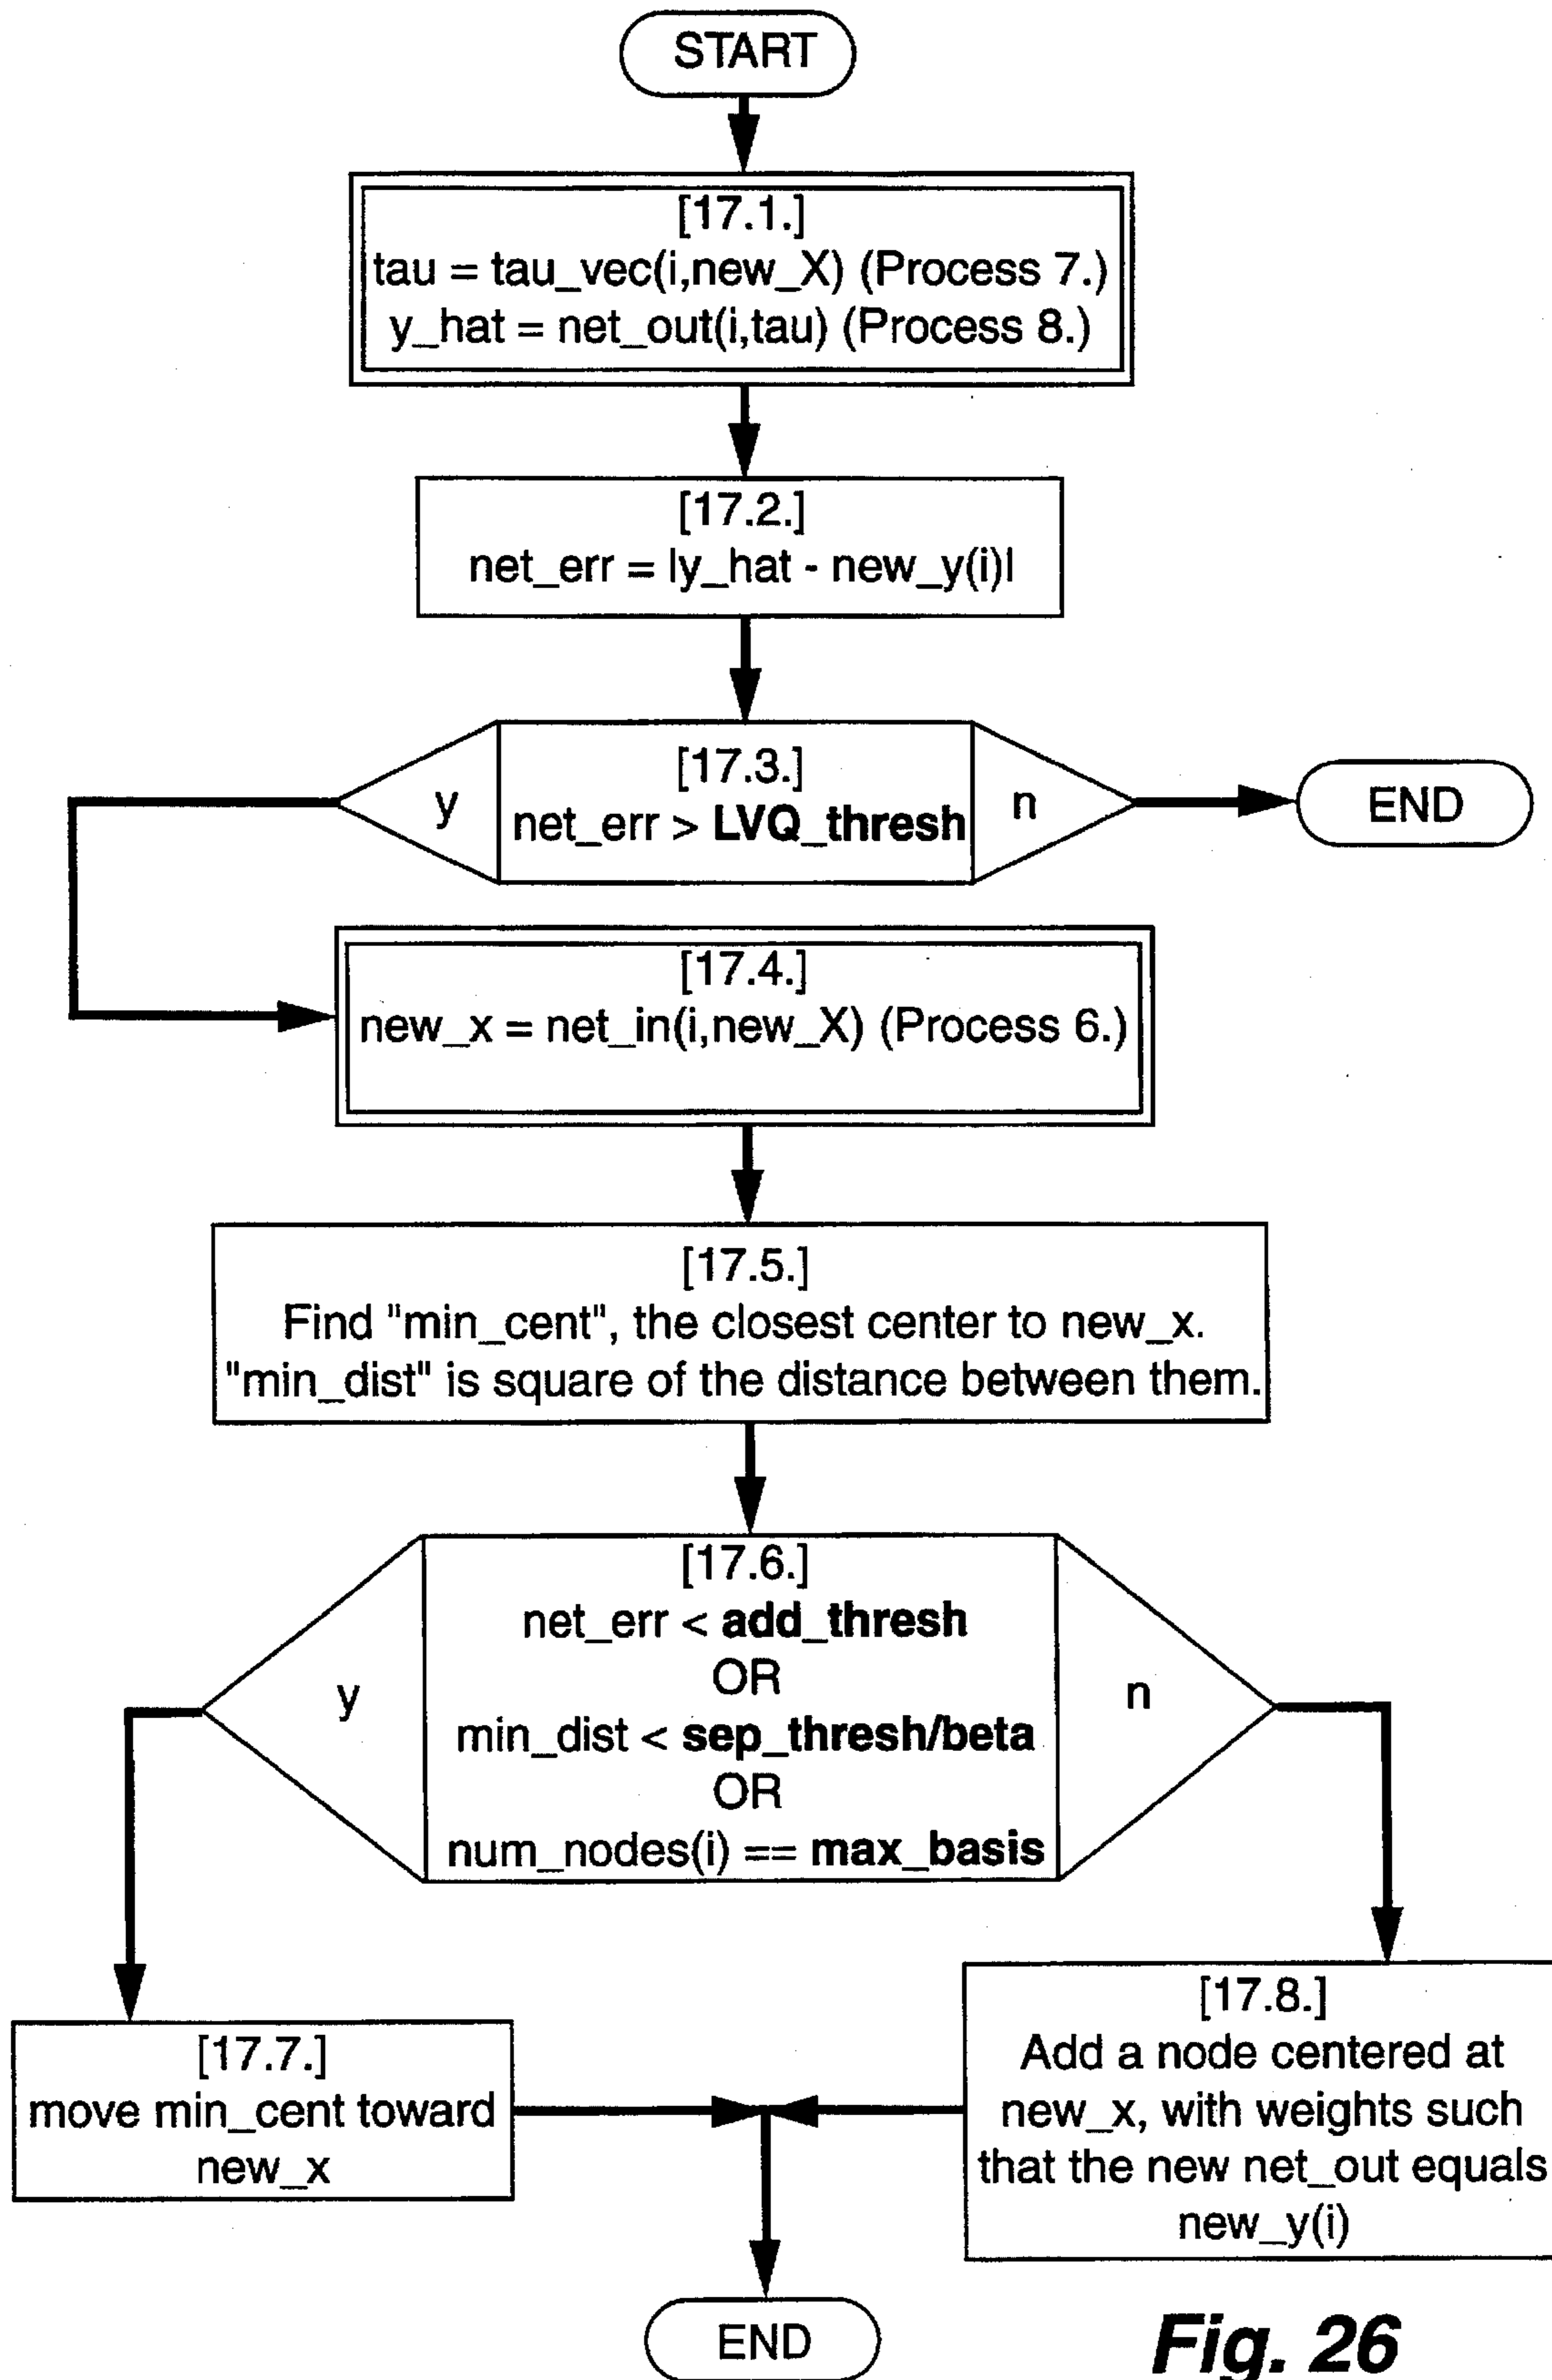 START
[17.1.]
tau = tau_vec(i,new_X) (Process 7.)
y_hat = net_out(i,tau) (Process 8.)
[17.2.]
net_err = |y_hat - new_y(i)|
y
[17.3.]
net_err > LVQ_thresh
n
END
[17.4.]
new_x = net_in(i,new_X) (Process 6.)
[17.5.]
Find "min_cent", the closest center to new_x.
"min_dist" is square of the distance between them.
[17.6.]
net_err < add_thresh
OR
y
min_dist < sep_thresh/beta
n
OR
num_nodes(i) == max_basis
[17.7.]
move min_cent toward
new_x
[17.8.]
Add a node centered at
new_x, with weights such
that the new net_out equals
new_y(i)
END
Fig. 26